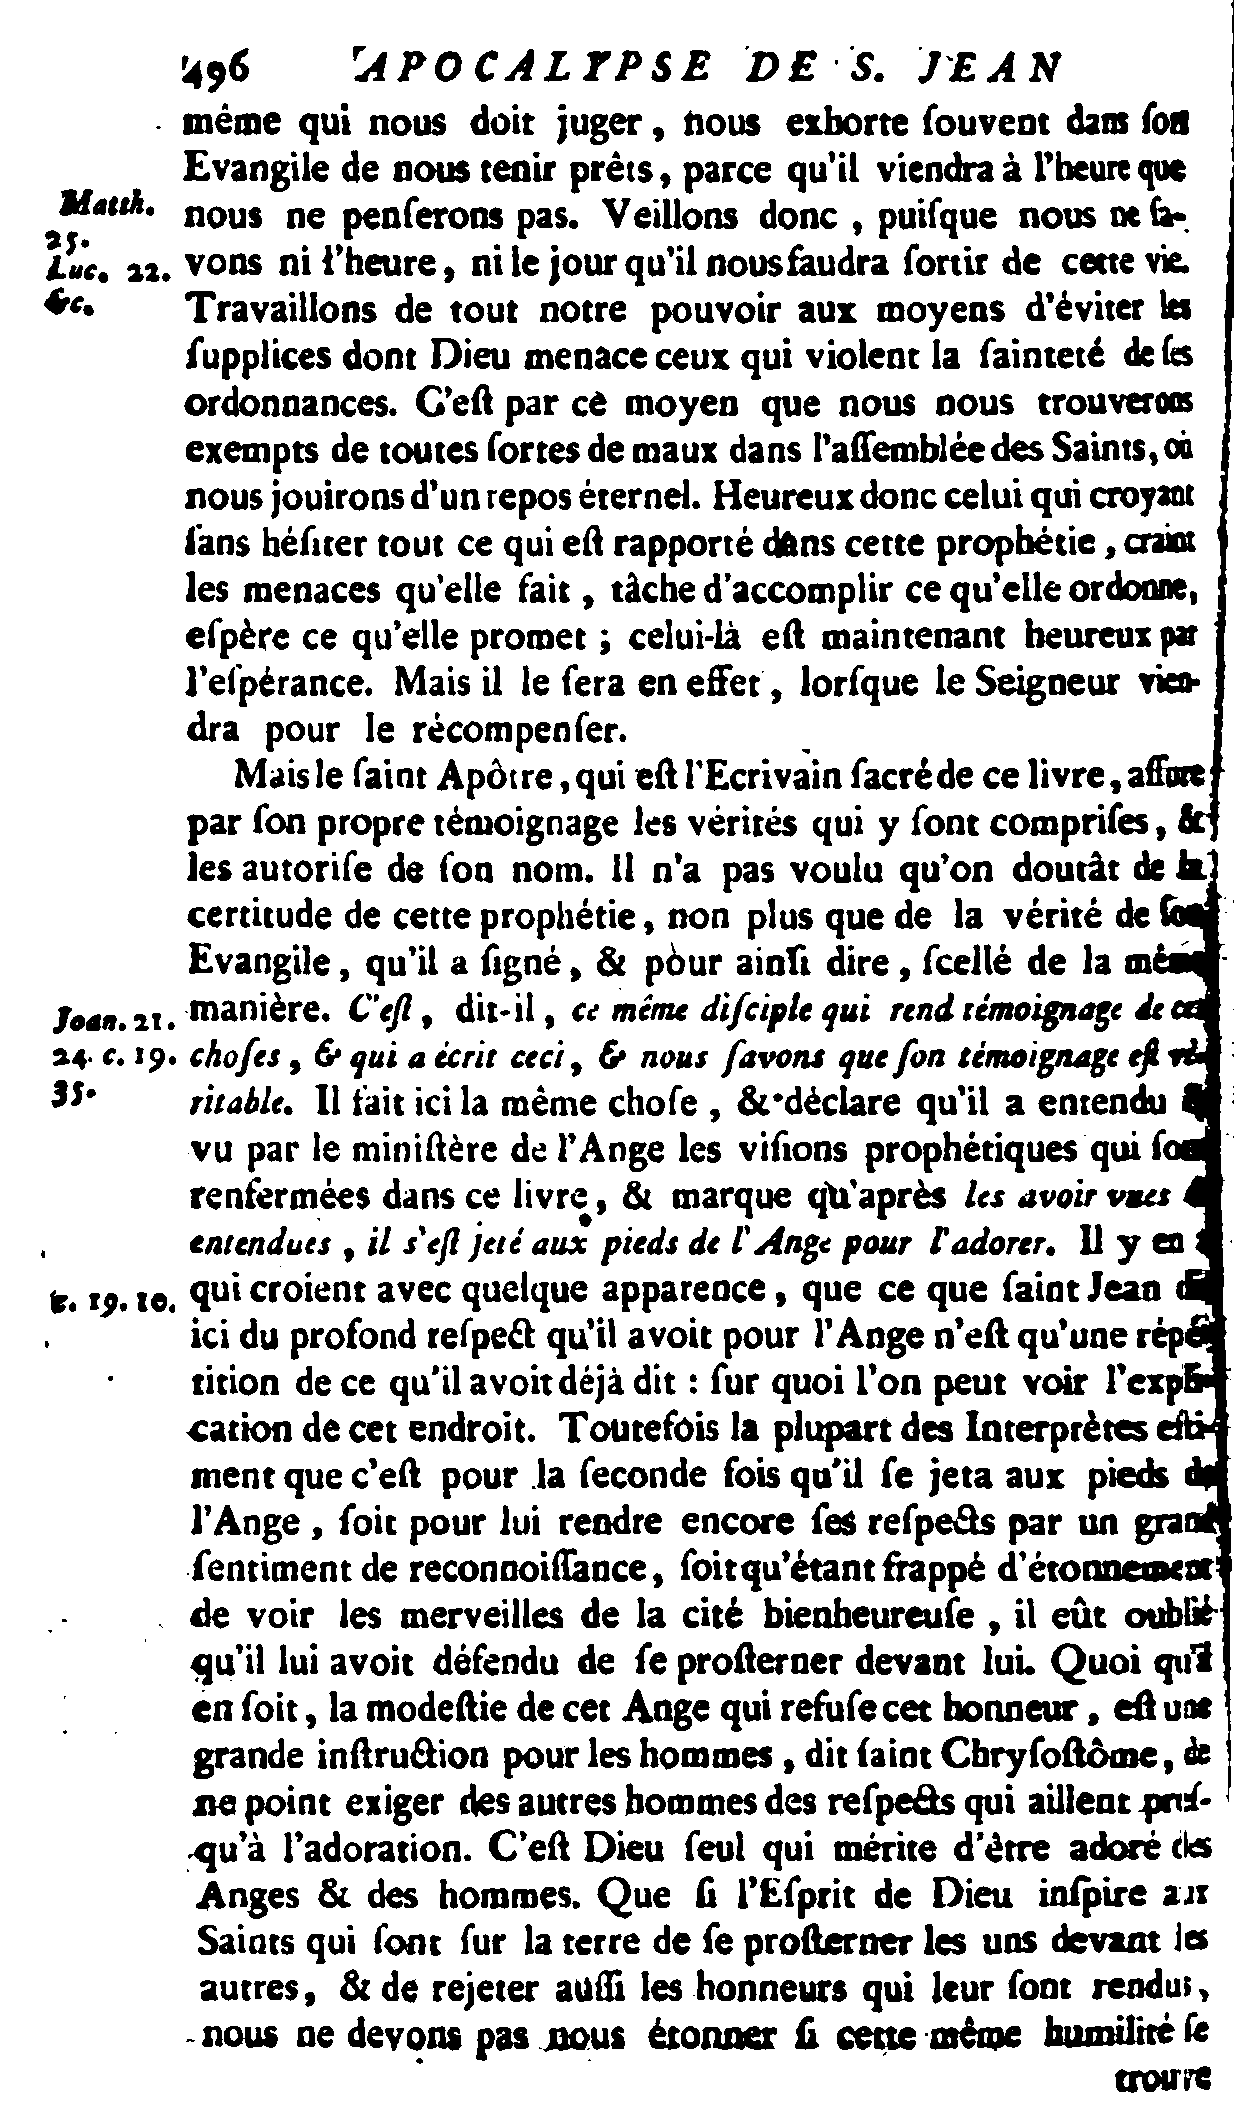 496 APOCALYPSE DE S. JEAN
même qui nous doit juger, nous exhorte ſouvent dans ſon
Evangile de nous tenir prêts, parce qu'il viendra à l'heure que
Matth. 25. Luc. 22. &c.
nous ne penſerons pas. Veillons donc, puiſque nous ne ſa-
vons ni l'heure, ni le jour qu'il nous faudra ſortir de cette vie.
Travaillons de tout notre pouvoir aux moyens d'éviter les
ſupplices dont Dieu menace ceux qui violent la ſainteté de ſes
ordonnances. C'eſt par ce moyen que nous nous trouverons
exempts de toutes ſortes de maux dans l'aſſemblée des Saints, où
nous jouirons d'un repos éternel. Heureux donc celui qui croyant
ſans héſiter tout ce qui eſt rapporté dans cette prophétie, craint
les menaces qu'elle fait, tâche d'accomplir ce qu'elle ordonne,
eſpère ce qu'elle promet; celui-là eſt maintenant heureux par
l'eſpérance. Mais il le ſera en effet, lorſque le Seigneur vien-
dra pour le récompenſer.
Mais le ſaint Apôtre, qui eſt l'Ecrivain ſacré de ce livre, aſſure
par ſon propre témoignage les vérités qui y ſont compriſes, &
les autoriſe de ſon nom. Il n'a pas voulu qu'on doutât de la
certitude de cette prophétie, non plus que de la vérité de ſon
Evangile, qu'il a ſigné, & pour ainſi dire, ſcellé de la même
Joan. 21. 24. c. 19. 35.
manière. C'eſt, dit-il, ce même diſciple qui rend témoignage de ces
choſes, & qui a écrit ceci, & nous ſavons que ſon témoignage eſt vé-
ritable. Il fait ici la même choſe, & déclare qu'il a entendu &
vu par le miniſtère de l'Ange les viſions prophétiques qui ſont
renfermées dans ce livre, & marque qu'après les avoir vues &
entendues, il s'eſt jeté aux pieds de l'Ange pour l'adorer. Il y en a
c. 19. 10.
qui croient avec quelque apparence, que ce que ſaint Jean dit
ici du profond reſpect qu'il avoit pour l'Ange n'eſt qu'une répé-
tition de ce qu'il avoit déjà dit : ſur quoi l'on peut voir l'expli-
cation de cet endroit. Toutefois la plupart des Interprètes eſti-
ment que c'eſt pour la ſeconde fois qu'il ſe jeta aux pieds de
l'Ange, ſoit pour lui rendre encore ſes reſpects par un grand
ſentiment de reconnoiſſance, ſoit qu'étant frappé d'étonnement
de voir les merveilles de la cité bienheureuſe, il eût oublié
qu'il lui avoit défendu de ſe proſterner devant lui. Quoi qu'il
en ſoit, la modeſtie de cet Ange qui refuſe cet honneur, eſt une
grande inſtruction pour les hommes, dit ſaint Chryſoſtôme, de
ne point exiger des autres hommes des reſpects qui aillent juſ-
qu'à l'adoration. C'eſt Dieu ſeul qui mérite d'être adoré des
Anges & des hommes. Que ſi l'Eſprit de Dieu inſpire aux
Saints qui ſont ſur la terre de ſe proſterner les uns devant les
autres, & de rejeter auſſi les honneurs qui leur ſont rendus,
nous ne devons pas nous étonner ſi cette même humilité ſe
trouve